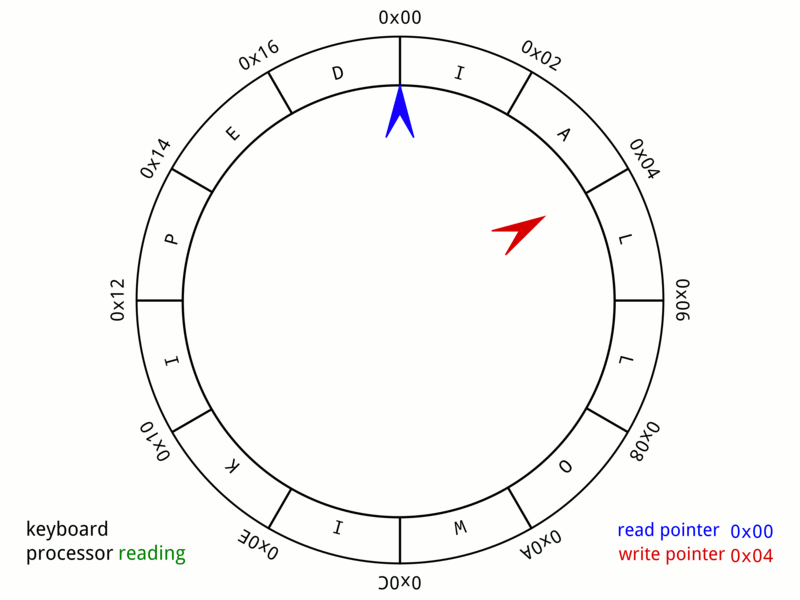 0x00
0x02
0x04
0x06
0x08
0x0A
0x0C
0x0E
0x10
0x12
0x14
0x16
I
A
L
L
O
W
I
K
I
P
E
D
keyboard
processor reading
read pointer 0x00
write pointer 0x04